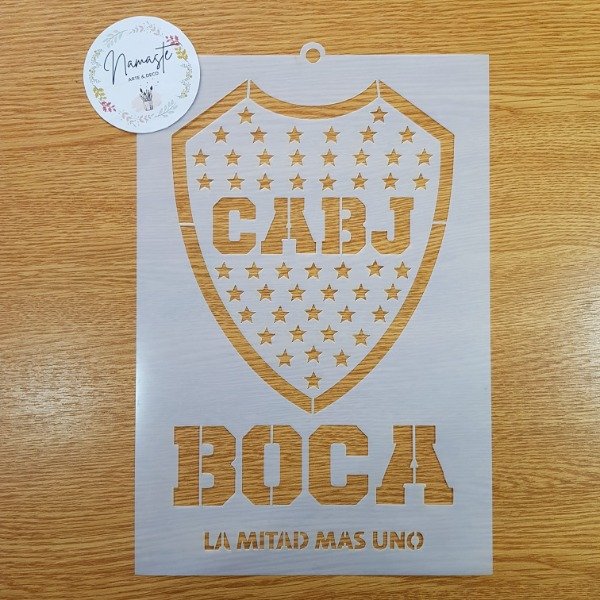 Namaste
ARTE & DECO
CABJ
BOCA
LA MITAD MAS UNO